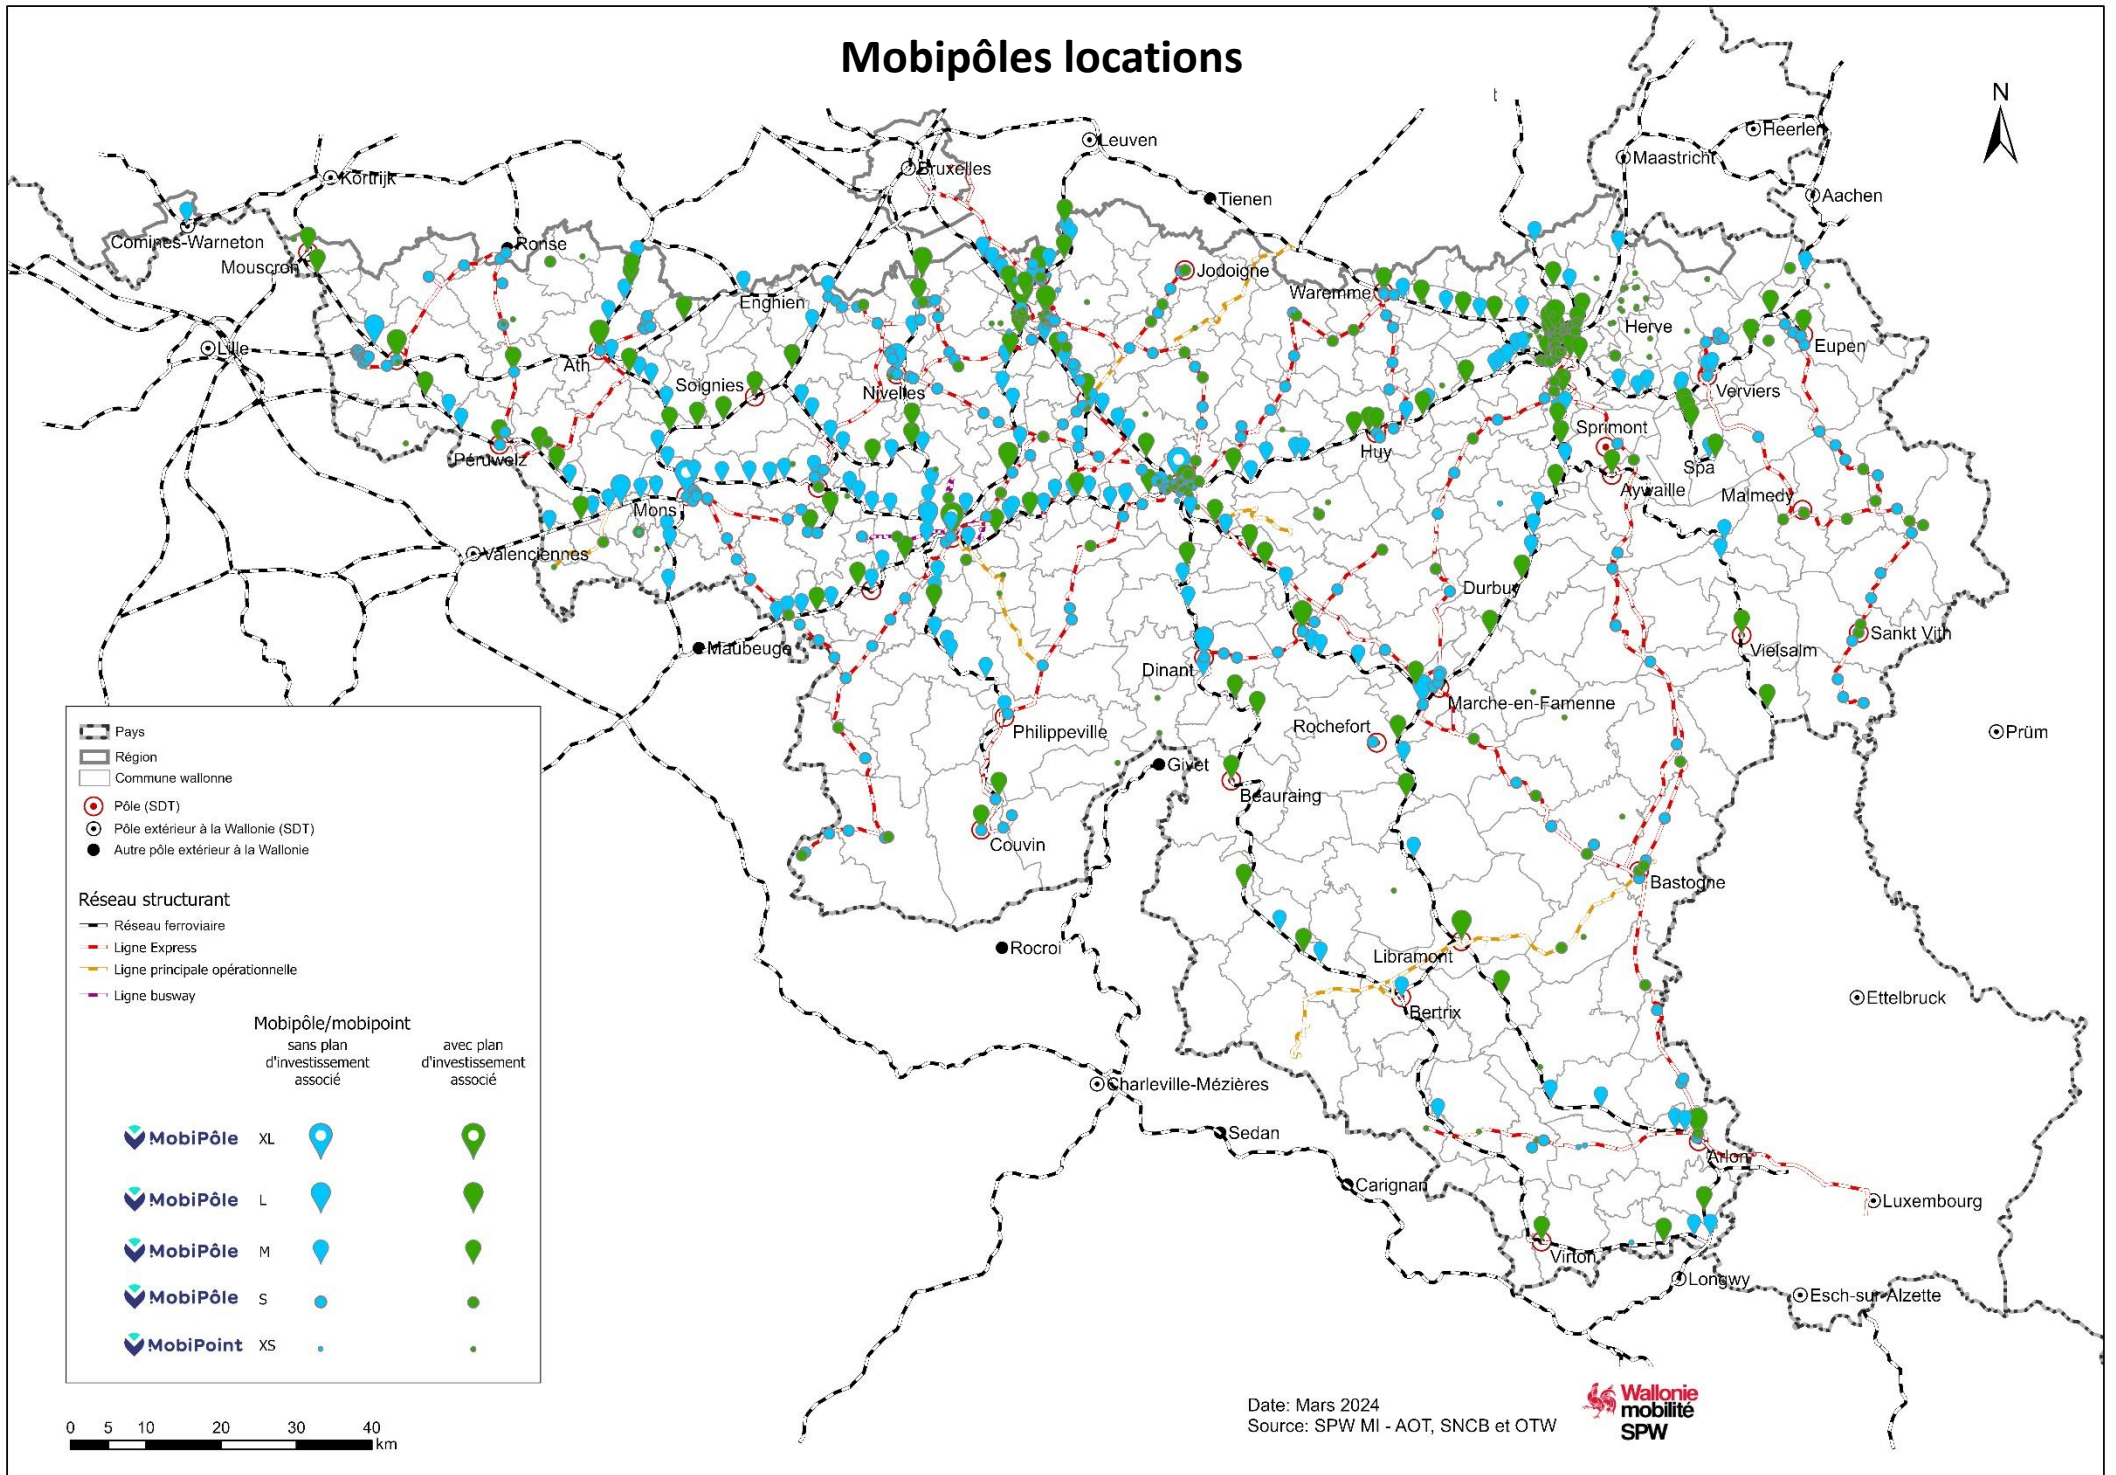 Mobipôles locations
t
N
Heerlen
Leuven
Maastricht
Kortrijk
Bruxelles
Tienen
Aachen
Comines-Warneton
Ronse
Mouscron
Jodoigne
Enghien
Waremme
Herve
Lille
Eupen
Ath
Soignies
Nivelles
Verviers
Sprimont
Péruwelz
Huy
Spa
Aywaille
Malmedy
Mons
Valenciennes
Durbuy
Sankt Vith
Maubeuge
Vielsalm
Dinant
Marche-en-Famenne
Rochefort
Philippeville
Prüm
Givet
Beauraing
Couvin
Bastogne
Rocroi
Libramont
Ettelbruck
Bertrix
Charleville-Mézières
Sedan
Arlon
Carignan
Luxembourg
Virton
Longwy
Esch-sur-Alzette
Pays
Région
Commune wallonne
Pôle (SDT)
Pôle extérieur à la Wallonie (SDT)
Autre pôle extérieur à la Wallonie
Réseau structurant
Réseau ferroviaire
Ligne Express
Ligne principale opérationnelle
Ligne busway
Mobipôle/mobipoint
sans plan
d'investissement
associé
avec plan
d'investissement
associé
MobiPôle XL
MobiPôle L
MobiPôle M
MobiPôle S
MobiPoint XS
0 5 10 20 30 40
km
Date: Mars 2024
Source: SPW MI - AOT, SNCB et OTW
Wallonie
mobilité
SPW